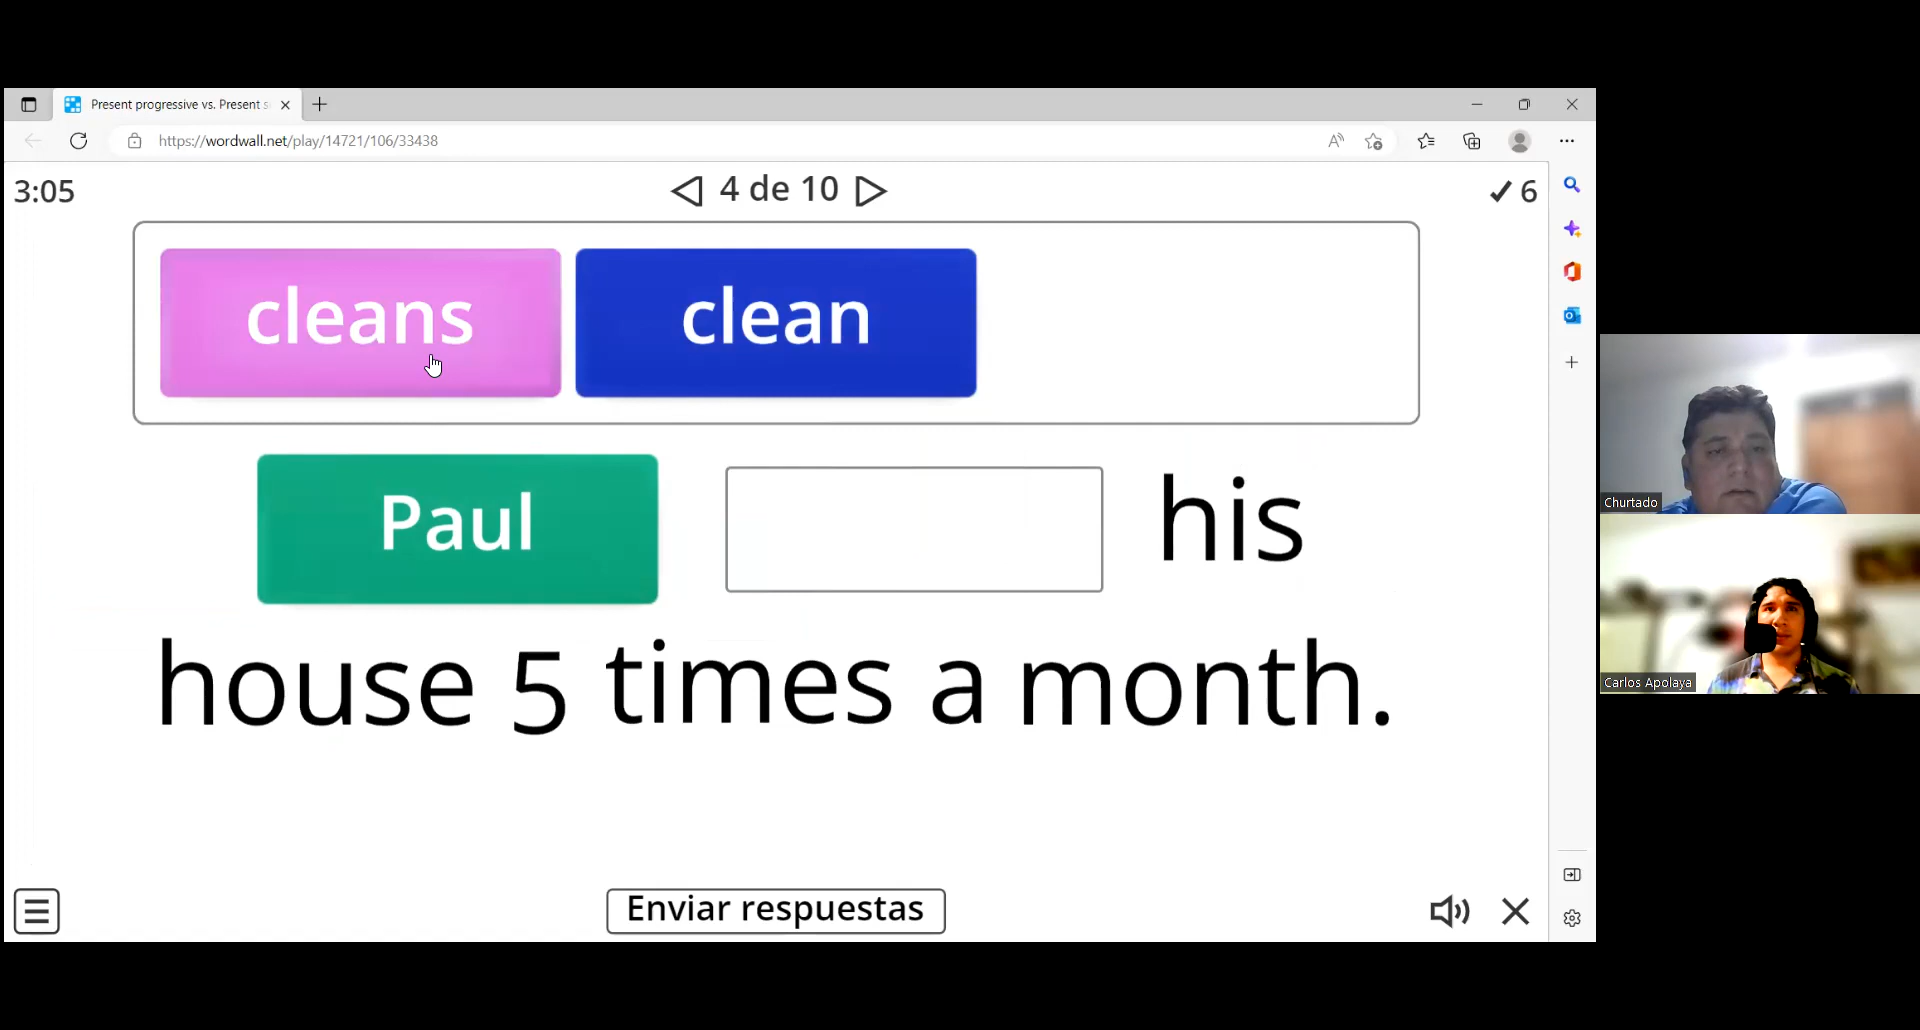 Present progressive vs. Present s
https://wordwall.net/play/14721/106/33438
3:05
4 de 10
6
cleans
clean
Paul
his
house 5 times a month.
Enviar respuestas
Churtado
Carlos Apolaya